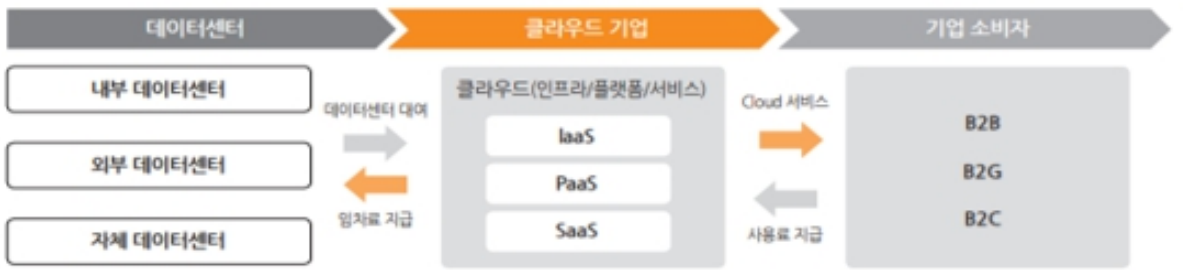 데이터센터
클라우드 기업
기업 소비자
내부 데이터센터
외부 데이터센터
자체 데이터센터
데이터센터 대여
임차료 지급
클라우드(인프라/플랫폼/서비스)
IaaS
PaaS
SaaS
Cloud 서비스
사용료 지급
B2B
B2G
B2C